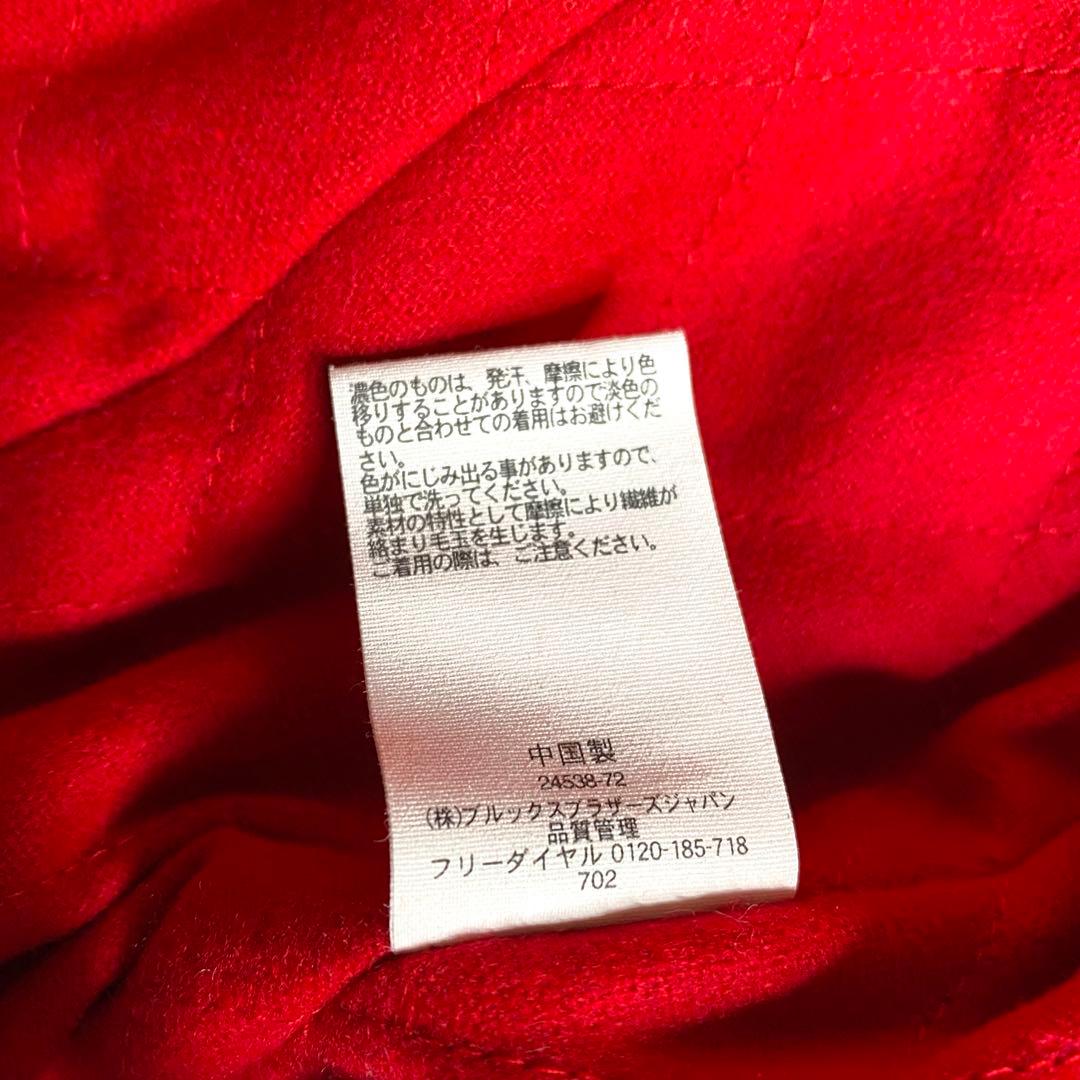 濃色のものは、発汗、摩擦により色
移りすることがありますので淡色の
ものと合わせての着用はお避けくだ
さい。
色がにじみ出る事がありますので、
単独で洗ってください。
素材の特性として摩擦により繊維が
絡まり毛玉を生じます。
ご着用の際は、ご注意ください。
中国製
24538-72
(株)ブルックスブラザーズジャパン
品質管理
フリーダイヤル 0120-185-718
702